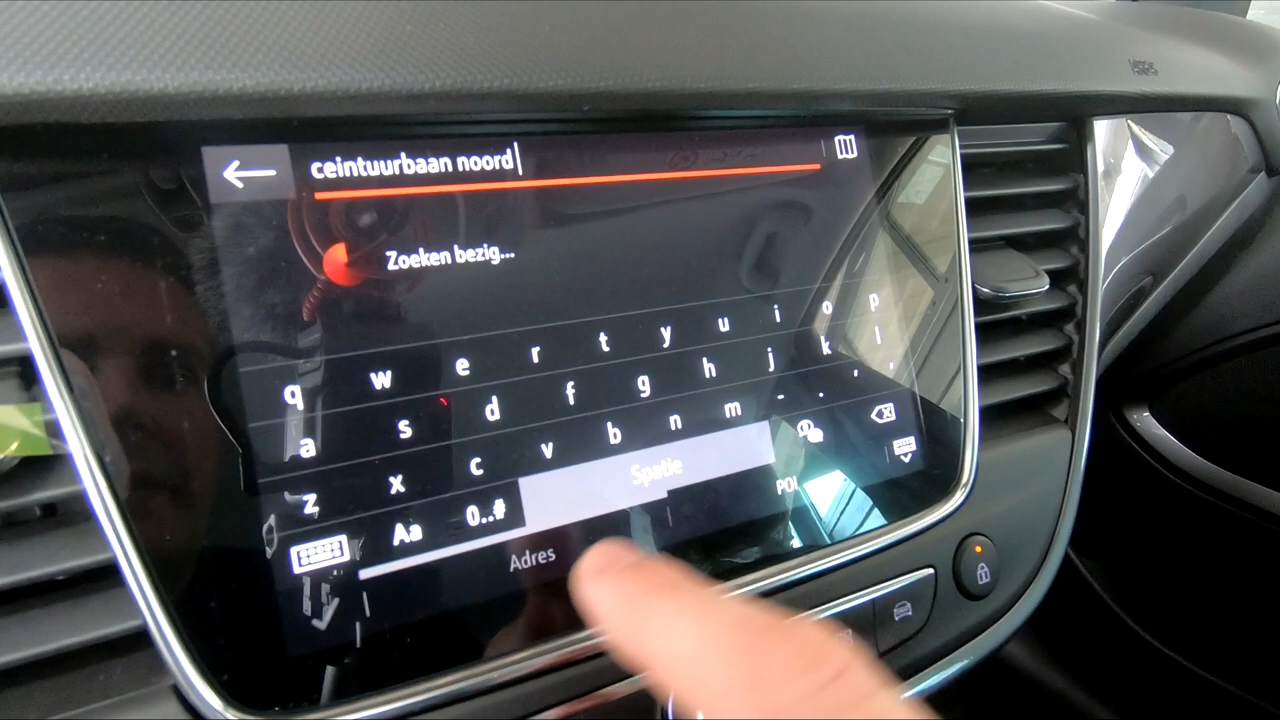 ceintuurbaan noord
Zoeken bezig...
q w e r t y u i o p
a s d f g h j k l
z x c v b n m - . , '
Aa 0..# Spatie
Adres POI